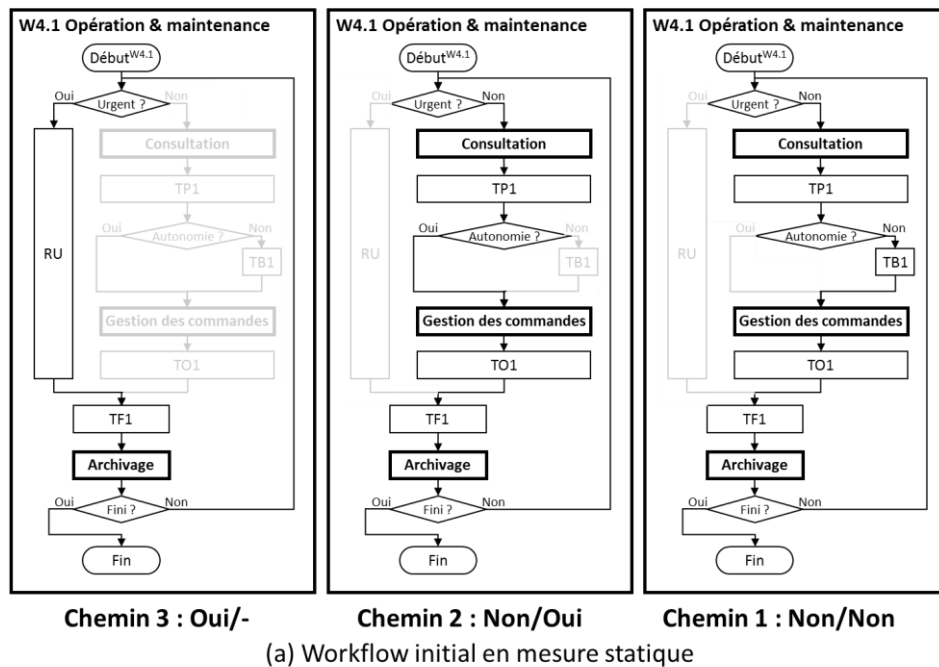 W4.1 Opération & maintenance
Début^W4.1
Oui
Urgent ?
Non
Consultation
TP1
Oui
Autonomie ?
Non
RU
TB1
Gestion des commandes
TO1
TF1
Archivage
Oui
Fini ?
Non
Fin
Chemin 3 : Oui/-
W4.1 Opération & maintenance
Début^W4.1
Oui
Urgent ?
Non
Consultation
TP1
Oui
Autonomie ?
Non
RU
TB1
Gestion des commandes
TO1
TF1
Archivage
Oui
Fini ?
Non
Fin
Chemin 2 : Non/Oui
W4.1 Opération & maintenance
Début^W4.1
Oui
Urgent ?
Non
Consultation
TP1
Oui
Autonomie ?
Non
RU
TB1
Gestion des commandes
TO1
TF1
Archivage
Oui
Fini ?
Non
Fin
Chemin 1 : Non/Non
(a) Workflow initial en mesure statique